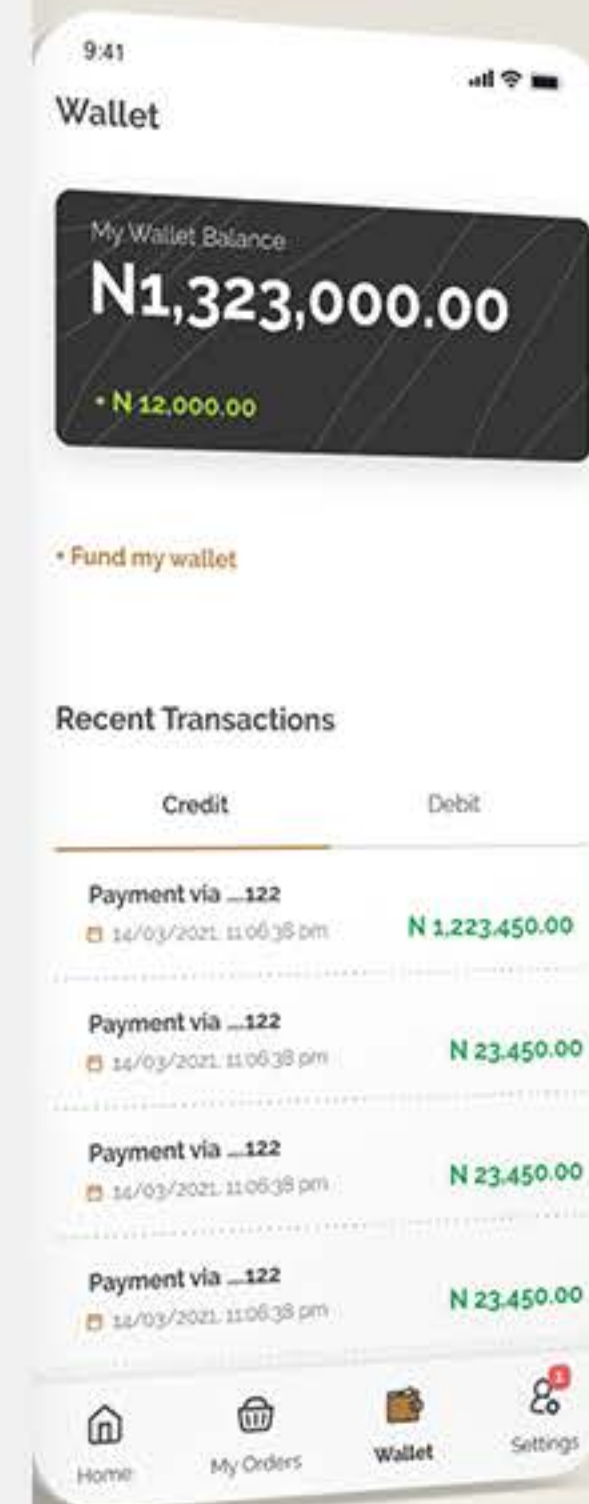 9:41
Wallet
My Wallet Balance
N1,323,000.00
+ N 12,000.00
+ Fund my wallet
Recent Transactions
Credit Debit
Payment via ...122
14/03/2021, 11:06:38 pm
N 1,223,450.00
Payment via ...122
14/03/2021, 11:06:38 pm
N 23,450.00
Payment via ...122
14/03/2021, 11:06:38 pm
N 23,450.00
Payment via ...122
14/03/2021, 11:06:38 pm
N 23,450.00
1
Home My Orders Wallet Settings